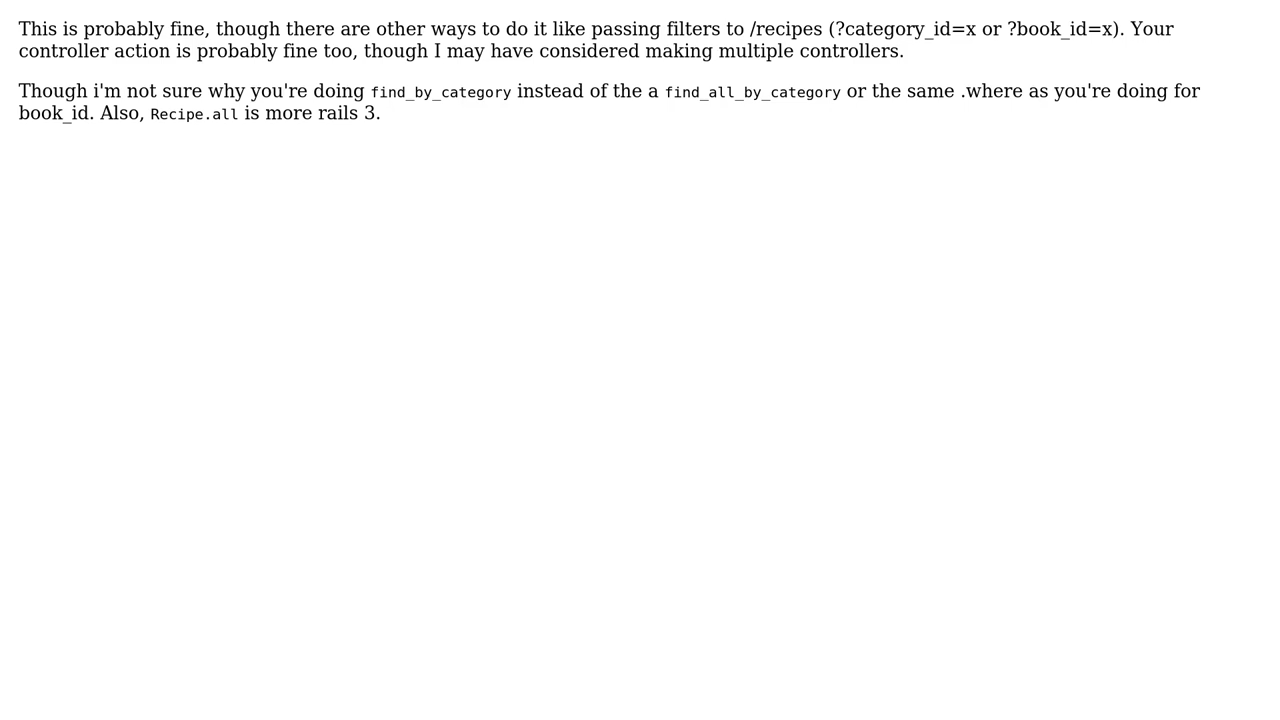 This is probably fine, though there are other ways to do it like passing filters to /recipes (?category_id=x or ?book_id=x). Your
controller action is probably fine too, though I may have considered making multiple controllers.
Though i'm not sure why you're doing find_by_category instead of the a find_all_by_category or the same .where as you're doing for
book_id. Also, Recipe.all is more rails 3.